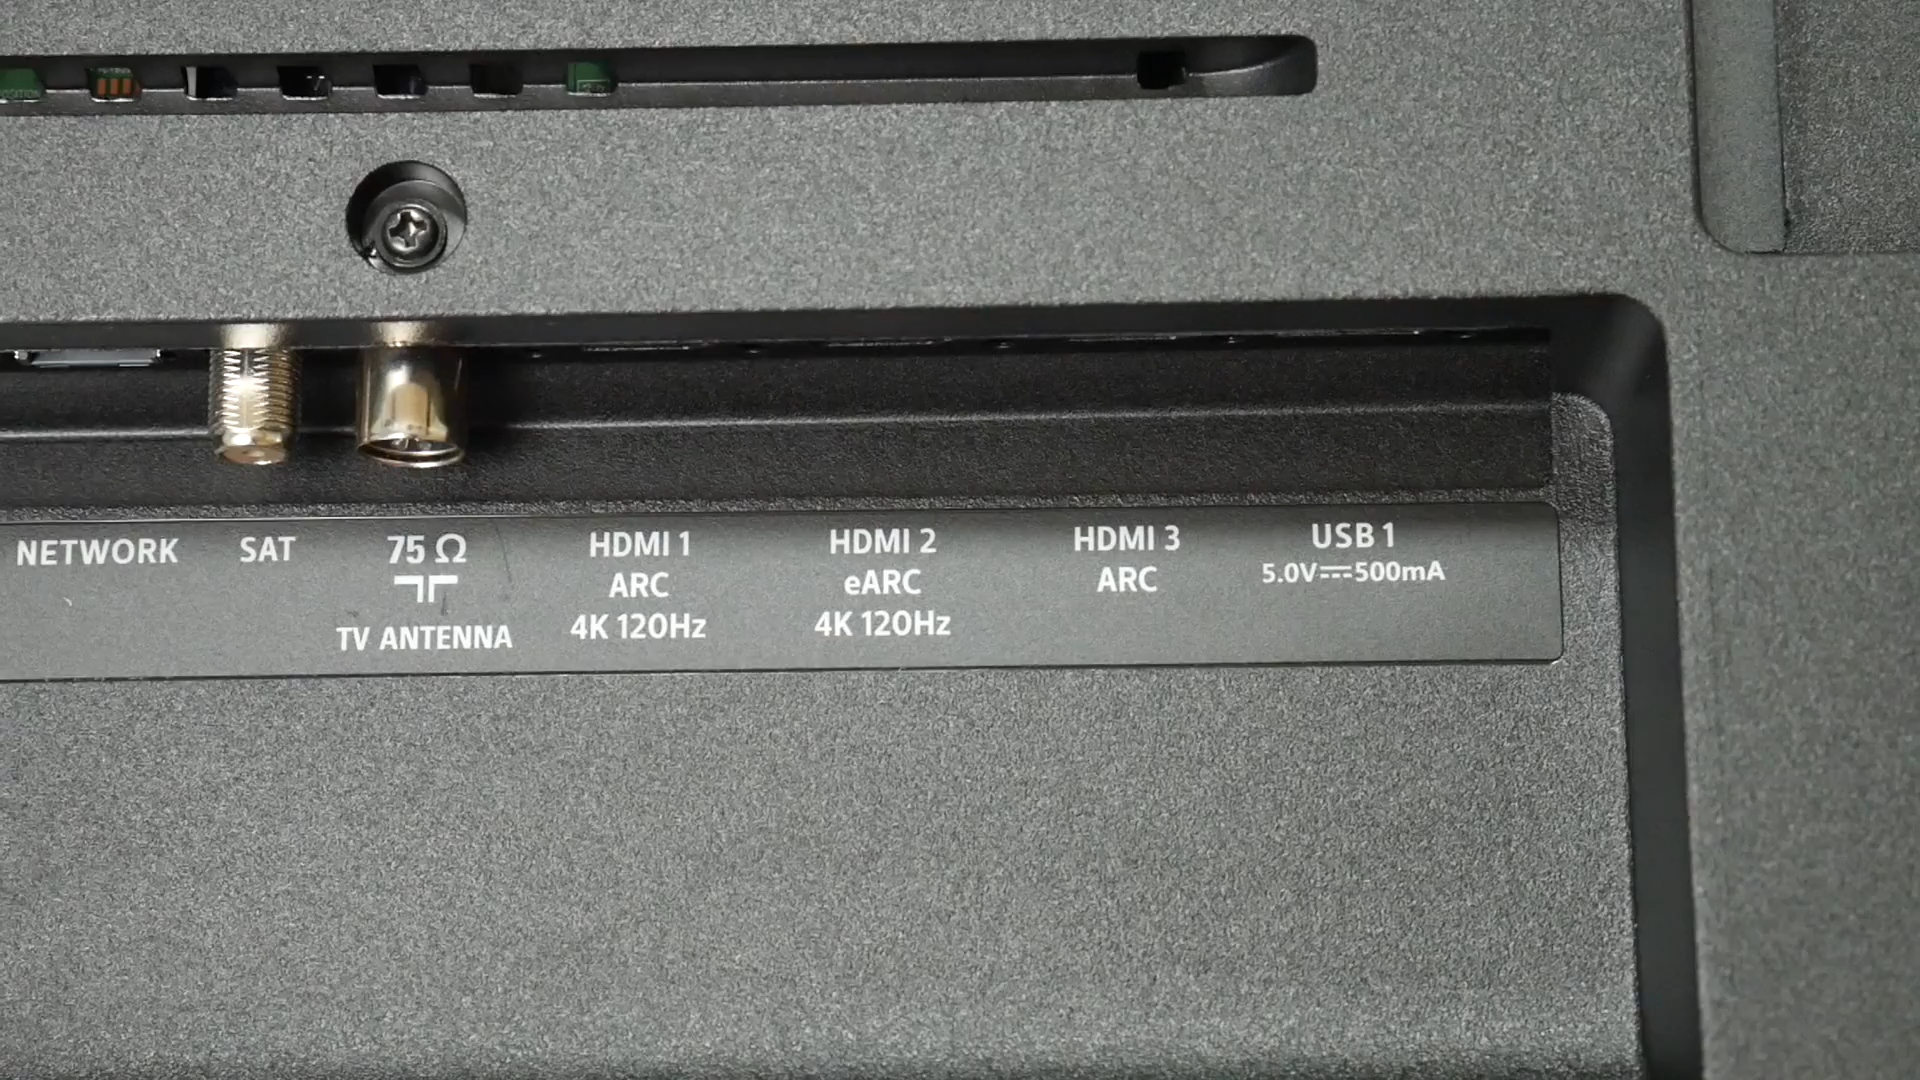 NETWORK
SAT
75 Ω
TV ANTENNA
HDMI 1
ARC
4K 120Hz
HDMI 2
eARC
4K 120Hz
HDMI 3
ARC
USB 1
5.0V⎓500mA